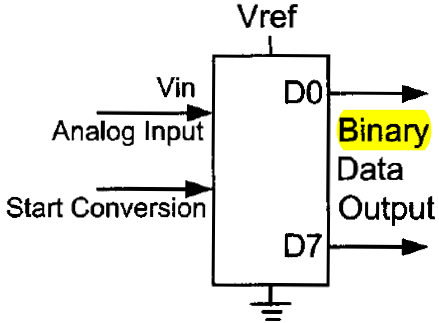 Vref
Vin
Analog Input
Start Conversion
D0
Binary
Data
Output
D7